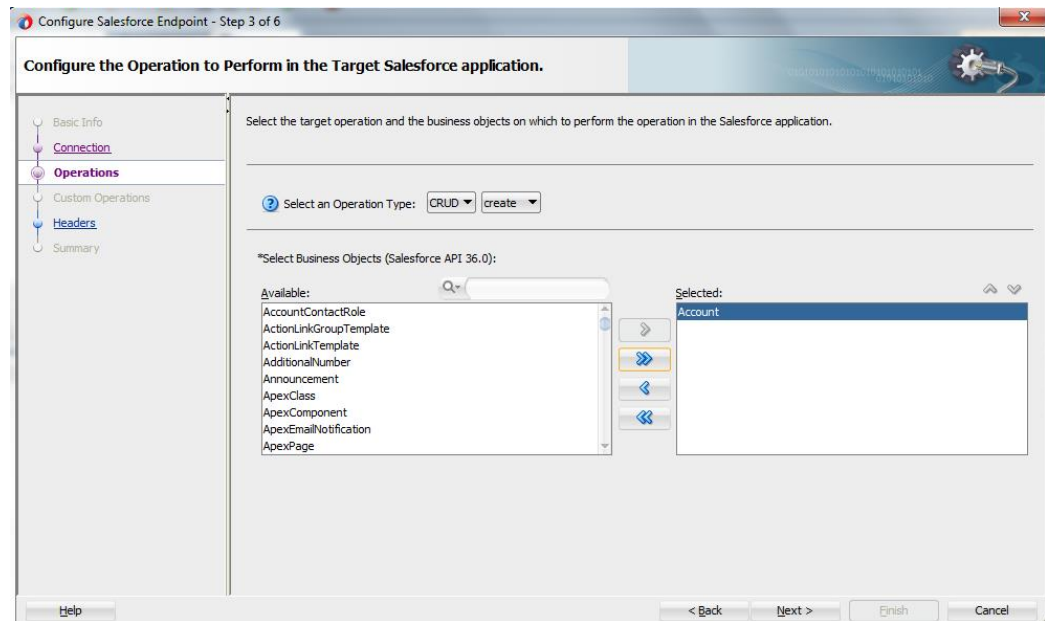 Configure Salesforce Endpoint - Step 3 of 6
Configure the Operation to Perform in the Target Salesforce application.
Basic Info
Connection
Operations
Custom Operations
Headers
Summary
Select the target operation and the business objects on which to perform the operation in the Salesforce application.
Select an Operation Type: CRUD create
*Select Business Objects (Salesforce API 36.0):
Available:
AccountContactRole
ActionLinkGroupTemplate
ActionLinkTemplate
AdditionalNumber
Announcement
ApexClass
ApexComponent
ApexEmailNotification
ApexPage
Selected:
Account
Help
< Back
Next >
Finish
Cancel